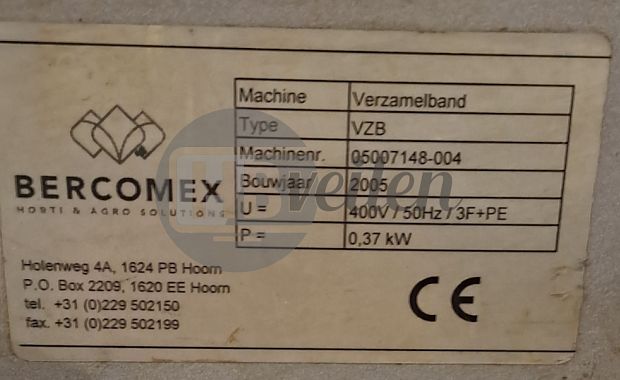 Machine Verzamelband
Type VZB
Machinenr. 05007148-004
Bouwjaar 2005
U = 400V / 50Hz / 3F+PE
P = 0,37 kW
BERCOMEX
HORTI & AGRO SOLUTIONS
Holenweg 4A, 1624 PB Hoorn
P.O. Box 2209, 1620 EE Hoorn
tel. +31 (0)229 502150
fax. +31 (0)229 502199
CE
veilen